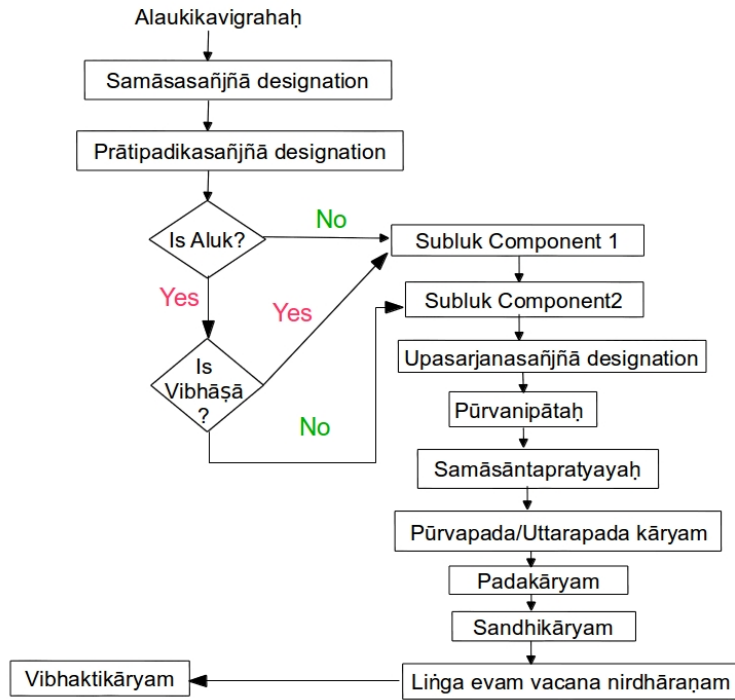 Alaukikavigrahaḥ
Samāsasañjñā designation
Prātipadikasañjñā designation
Is Aluk?
No
Subluk Component 1
Yes
Yes
Subluk Component2
Is
Vibhāṣā
?
No
Upasarjanasañjñā designation
Pūrvanipātaḥ
Samāsāntapratyayaḥ
Pūrvapada/Uttarapada kāryam
Padakāryam
Sandhikāryam
Liṅga evam vacana nirdhāraṇam
Vibhaktikāryam